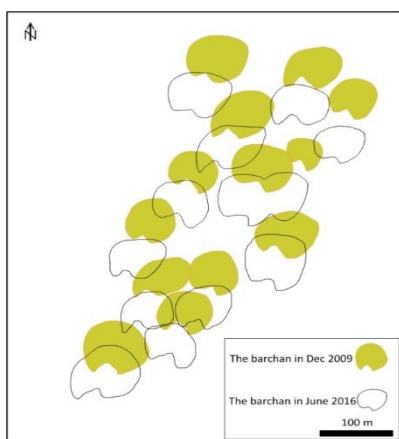 N
The barchan in Dec 2009
The barchan in June 2016
100 m